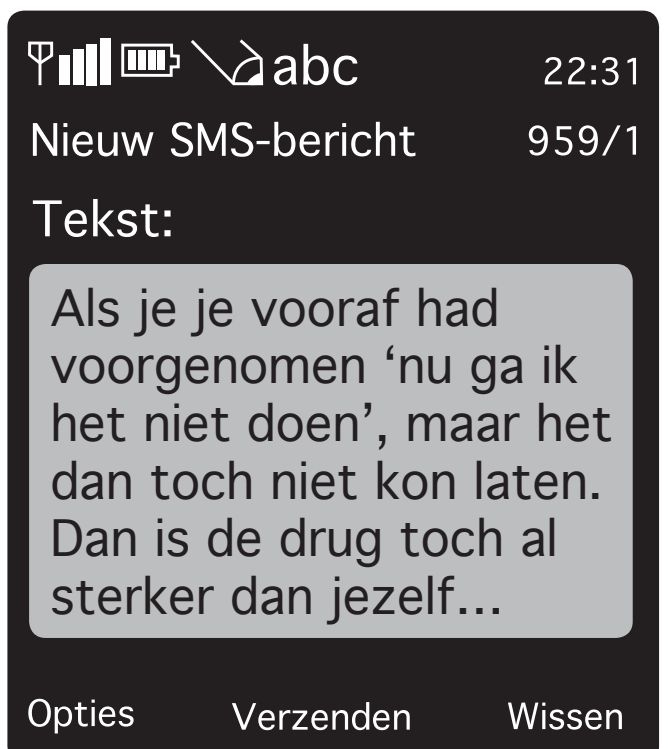 abc 22:31
Nieuw SMS-bericht 959/1
Tekst:
Als je je vooraf had
voorgenomen ‘nu ga ik
het niet doen’, maar het
dan toch niet kon laten.
Dan is de drug toch al
sterker dan jezelf...
Opties Verzenden Wissen